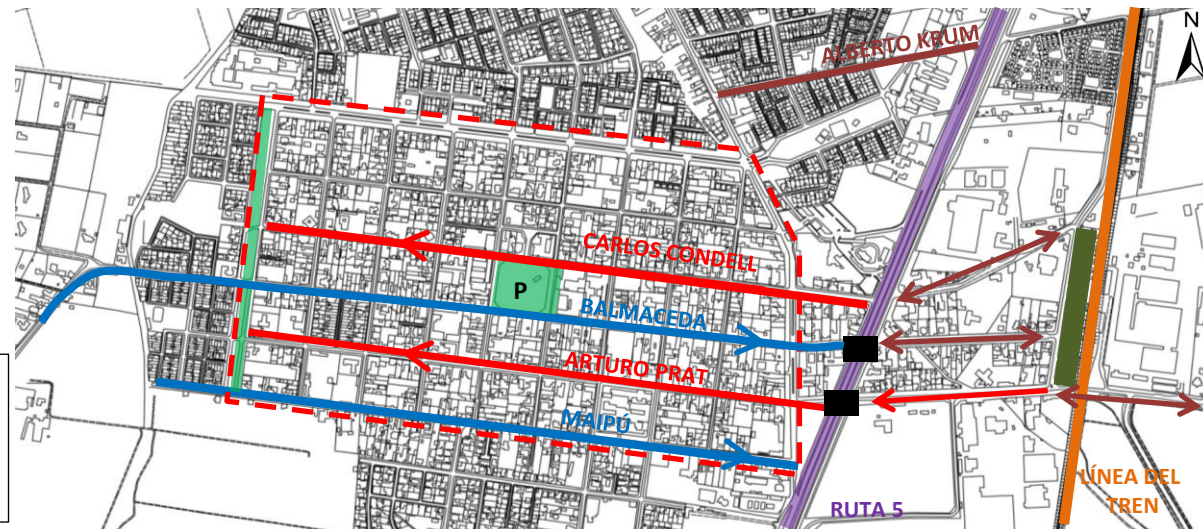 N
ALBERTO KRUM
CARLOS CONDELL
P
BALMACEDA
ARTURO PRAT
MAIPÚ
LÍNEA DEL
TREN
RUTA 5